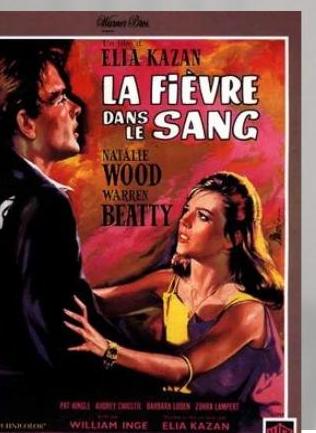 Warner Bros.
Un film d'
ELIA KAZAN
LA FIÈVRE
DANS
LE SANG
NATALIE
WOOD
WARREN
BEATTY
PAT HINGLE AUDREY CHRISTIE BARBARA LODEN ZOHRA LAMPERT
WILLIAM INGE ELIA KAZAN